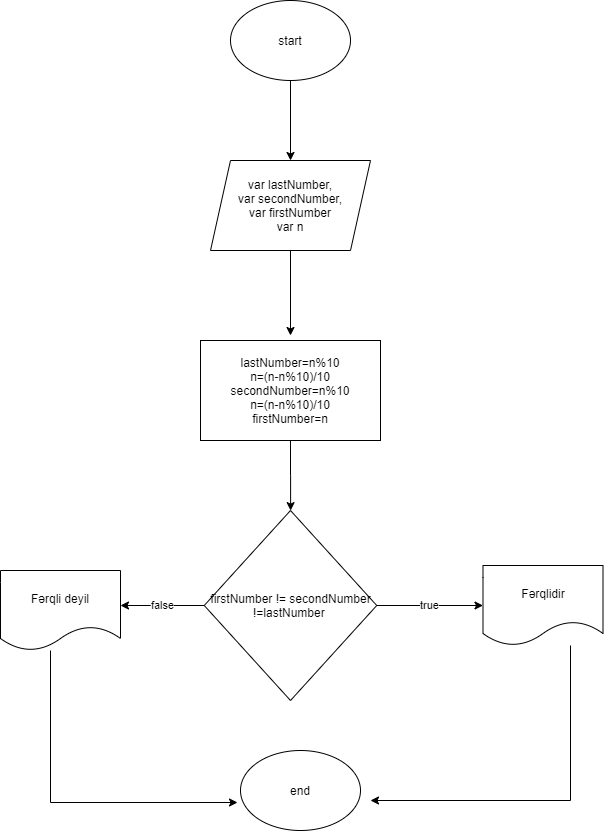 start
var lastNumber,
var secondNumber,
var firstNumber
var n
lastNumber=n%10
n=(n-n%10)/10
secondNumber=n%10
n=(n-n%10)/10
firstNumber=n
firstNumber != secondNumber
!=lastNumber
false
true
Fərqli deyil
Fərqlidir
end